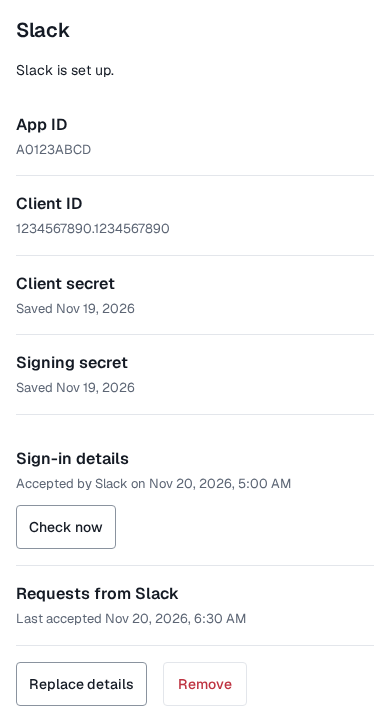 Slack
Slack is set up.
App ID
A0123ABCD
Client ID
1234567890.1234567890
Client secret
Saved Nov 19, 2026
Signing secret
Saved Nov 19, 2026
Sign-in details
Accepted by Slack on Nov 20, 2026, 5:00 AM
Check now
Requests from Slack
Last accepted Nov 20, 2026, 6:30 AM
Replace details
Remove